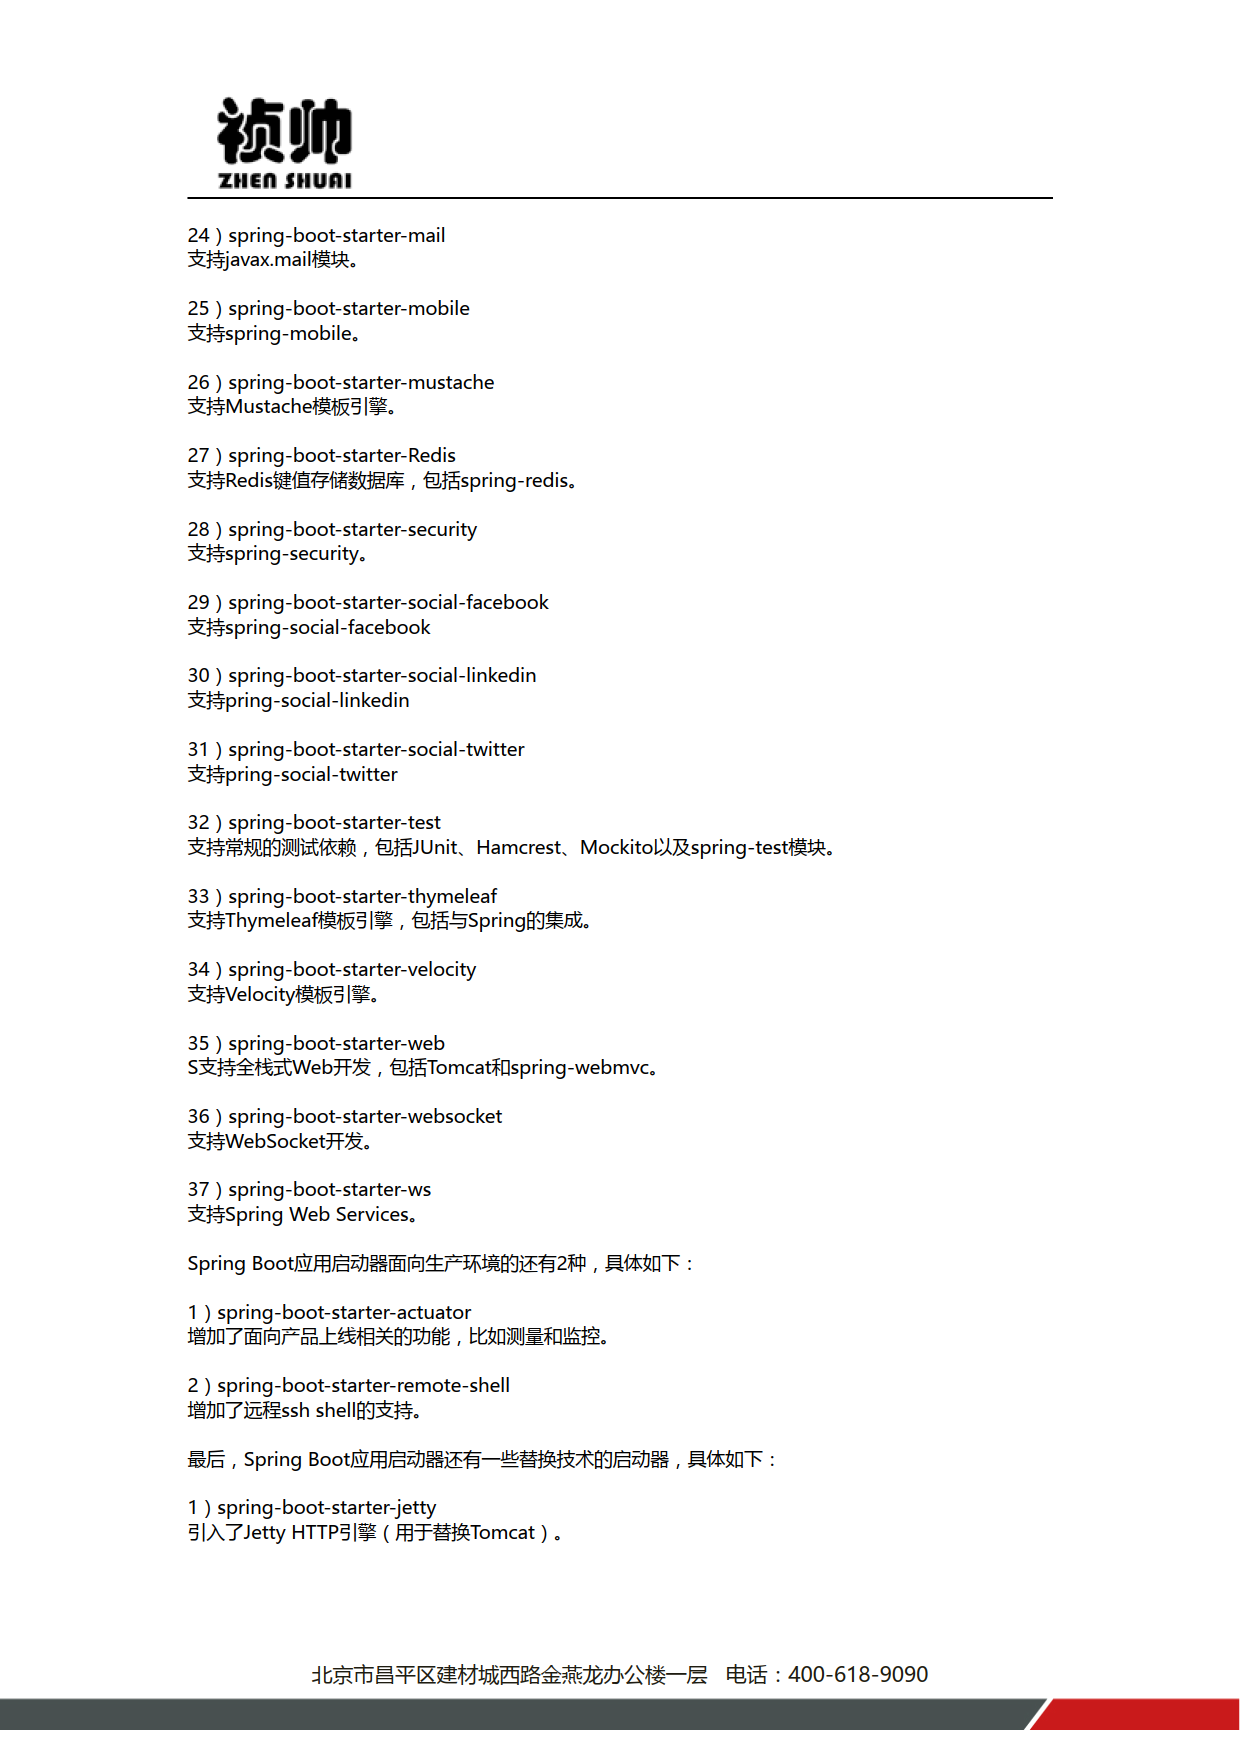 祯帅
ZHEN SHUAI
24）spring-boot-starter-mail
支持javax.mail模块。
25）spring-boot-starter-mobile
支持spring-mobile。
26）spring-boot-starter-mustache
支持Mustache模板引擎。
27）spring-boot-starter-Redis
支持Redis键值存储数据库，包括spring-redis。
28）spring-boot-starter-security
支持spring-security。
29）spring-boot-starter-social-facebook
支持spring-social-facebook
30）spring-boot-starter-social-linkedin
支持pring-social-linkedin
31）spring-boot-starter-social-twitter
支持pring-social-twitter
32）spring-boot-starter-test
支持常规的测试依赖，包括JUnit、Hamcrest、Mockito以及spring-test模块。
33）spring-boot-starter-thymeleaf
支持Thymeleaf模板引擎，包括与Spring的集成。
34）spring-boot-starter-velocity
支持Velocity模板引擎。
35）spring-boot-starter-web
S支持全栈式Web开发，包括Tomcat和spring-webmvc。
36）spring-boot-starter-websocket
支持WebSocket开发。
37）spring-boot-starter-ws
支持Spring Web Services。
Spring Boot应用启动器面向生产环境的还有2种，具体如下：
1）spring-boot-starter-actuator
增加了面向产品上线相关的功能，比如测量和监控。
2）spring-boot-starter-remote-shell
增加了远程ssh shell的支持。
最后，Spring Boot应用启动器还有一些替换技术的启动器，具体如下：
1）spring-boot-starter-jetty
引入了Jetty HTTP引擎（用于替换Tomcat）。
北京市昌平区建材城西路金燕龙办公楼一层 电话：400-618-9090